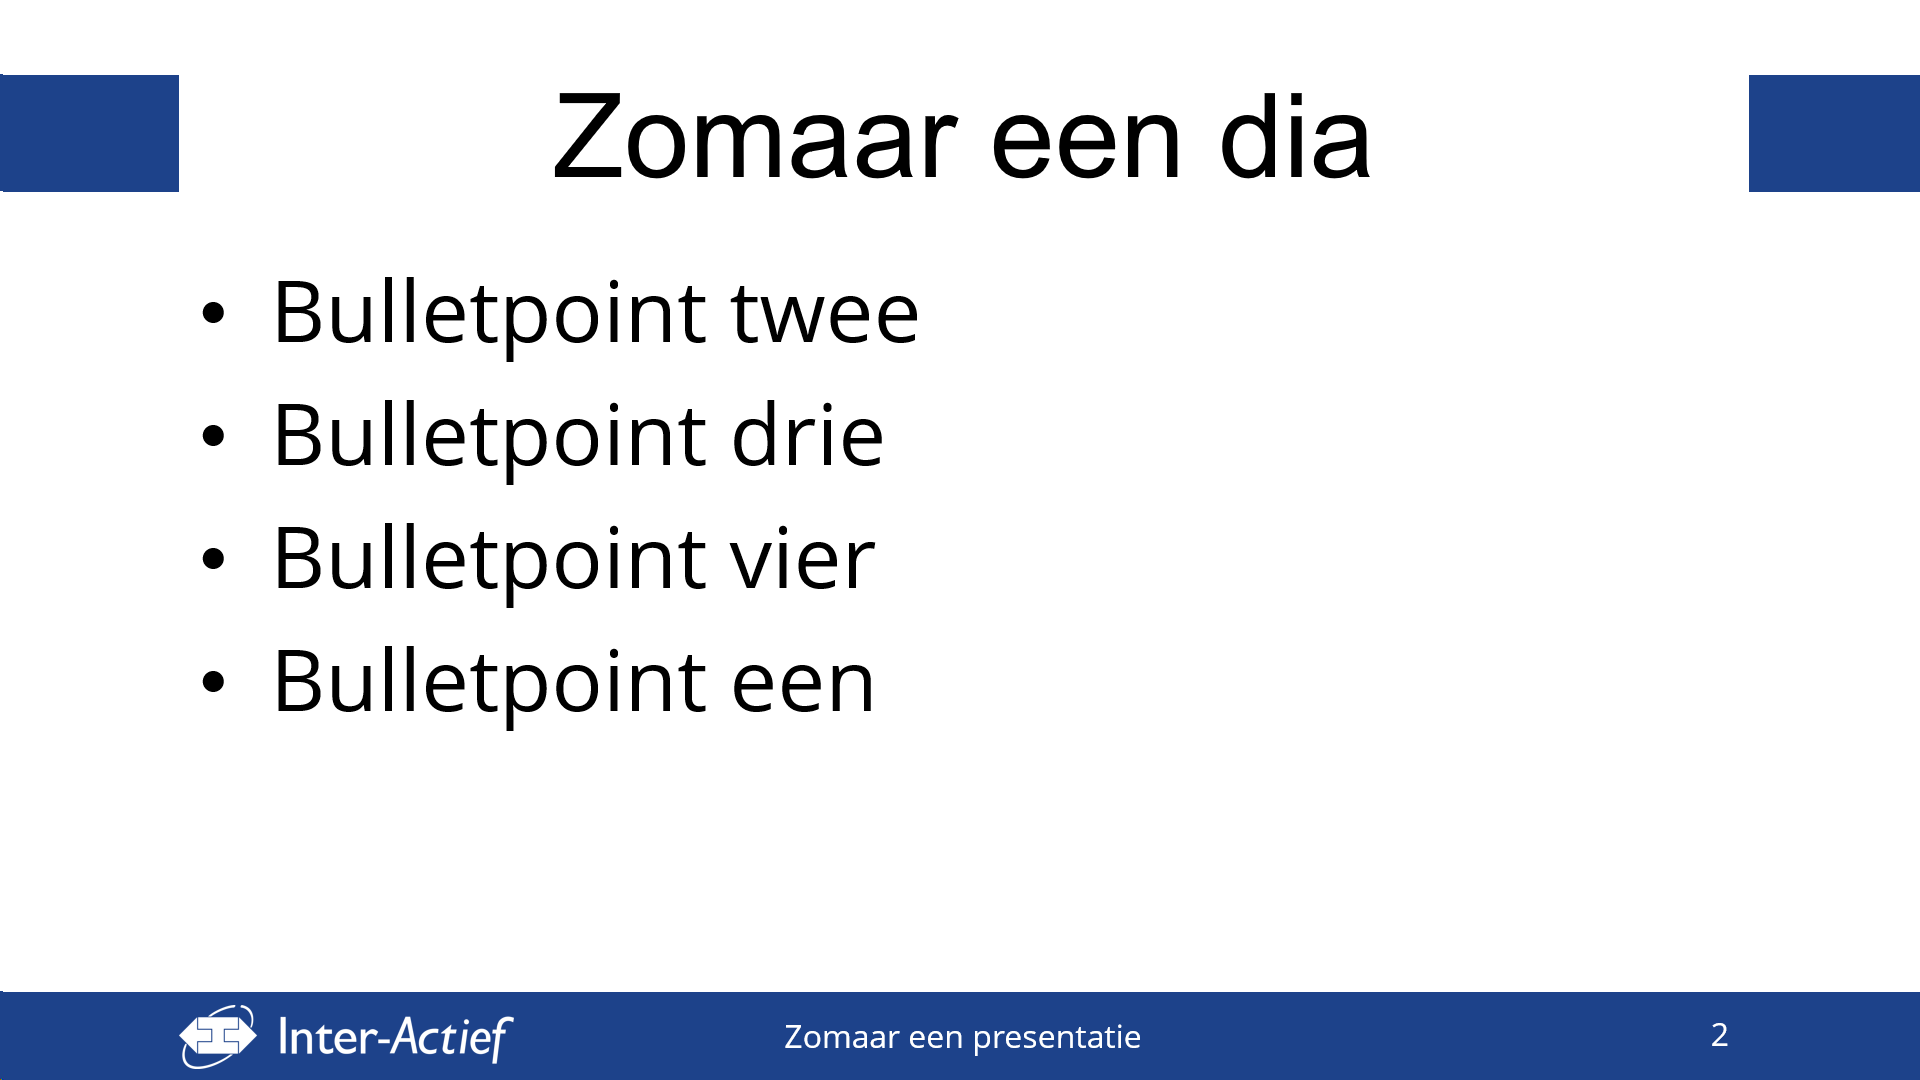 Zomaar een dia
• Bulletpoint twee
• Bulletpoint drie
• Bulletpoint vier
• Bulletpoint een
Inter-Actief
Zomaar een presentatie
2